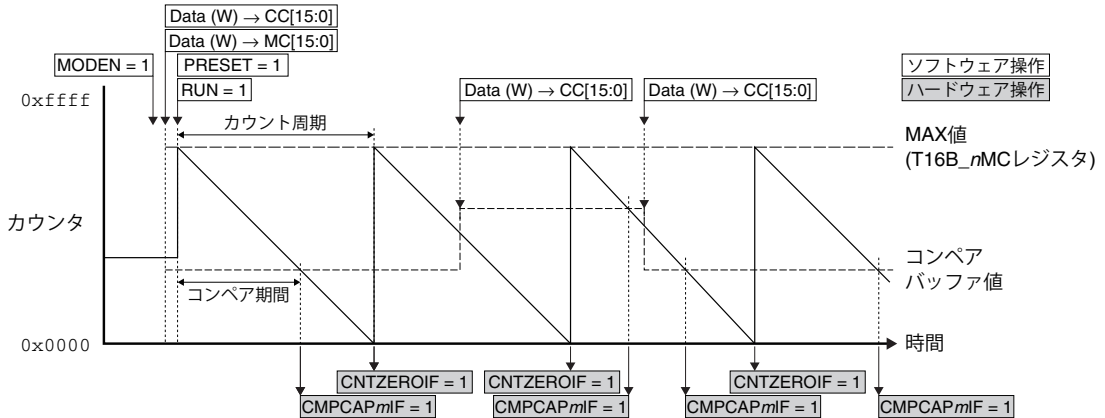 Data (W) → CC[15:0]
Data (W) → MC[15:0]
MODEN = 1
PRESET = 1
RUN = 1
Data (W) → CC[15:0]
Data (W) → CC[15:0]
ソフトウェア操作
ハードウェア操作
0xffff
カウント周期
MAX値
(T16B_nMCレジスタ)
カウンタ
コンペア
バッファ値
コンペア期間
0x0000
時間
CNTZEROIF = 1
CNTZEROIF = 1
CNTZEROIF = 1
CMPCAPmIF = 1
CMPCAPmIF = 1
CMPCAPmIF = 1
CMPCAPmIF = 1